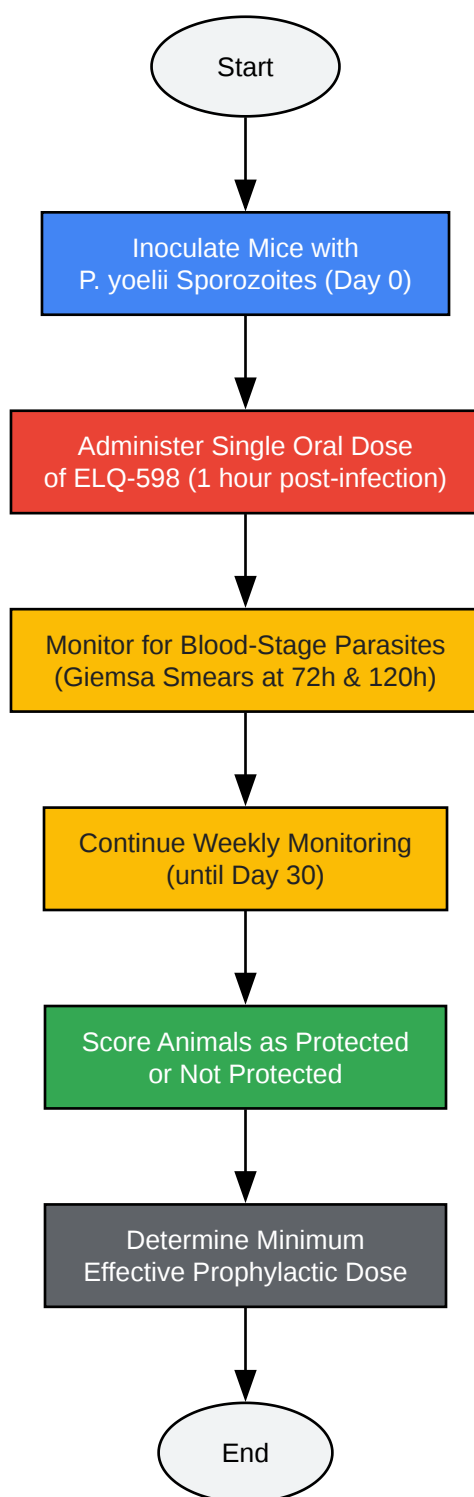 Start
Inoculate Mice with
P. yoelii Sporozoites (Day 0)
Administer Single Oral Dose
of ELQ-598 (1 hour post-infection)
Monitor for Blood-Stage Parasites
(Giemsa Smears at 72h & 120h)
Continue Weekly Monitoring
(until Day 30)
Score Animals as Protected
or Not Protected
Determine Minimum
Effective Prophylactic Dose
End